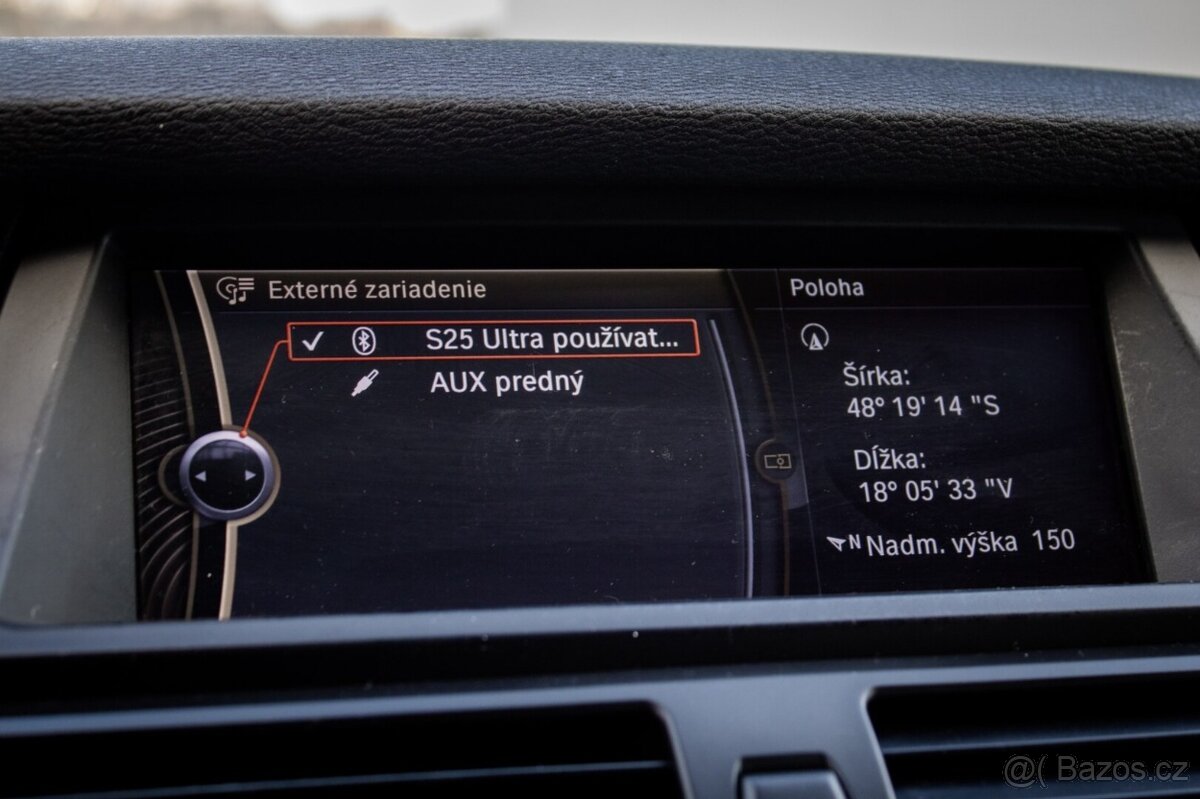 Externé zariadenie
S25 Ultra používat...
AUX predný
Poloha
Šírka:
48° 19' 14 "S
Dĺžka:
18° 05' 33 "V
N Nadm. výška 150
@( Bazos.cz